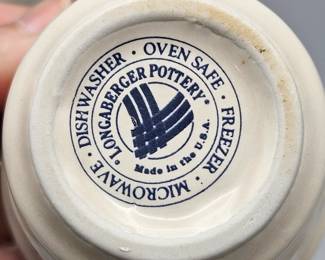 DISHWASHER · OVEN SAFE · FREEZER · MICROWAVE ·
LONGABERGER POTTERY®
Made in the U.S.A.